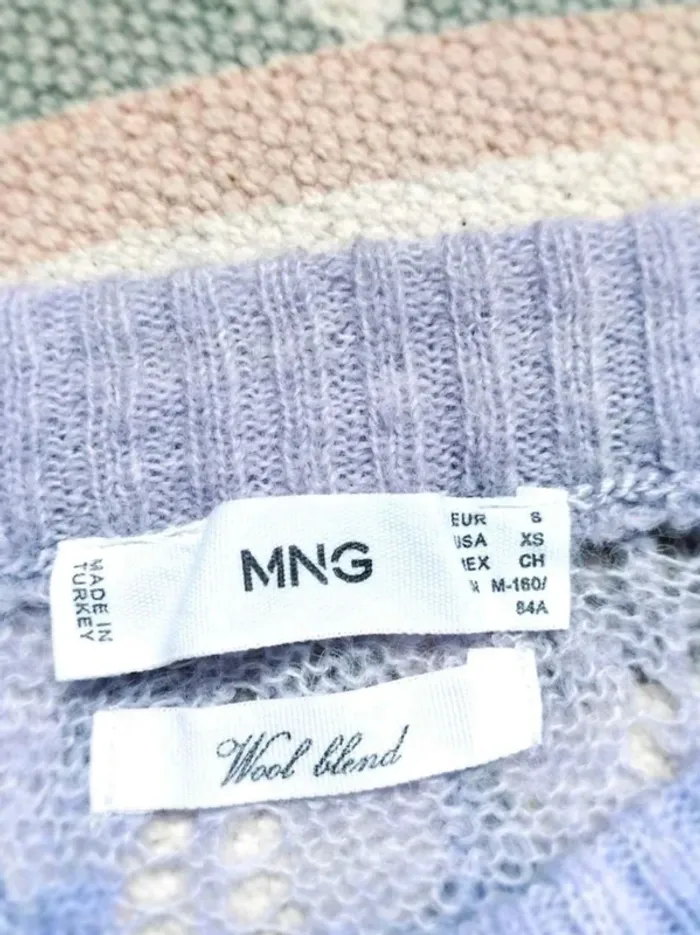 MADE IN
TURKEY
MNG
EUR S
USA XS
MEX CH
M-160/
84A
Wool blend